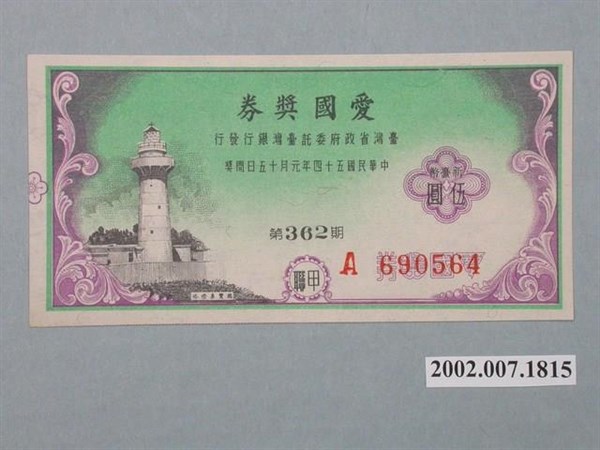 愛國獎券
臺灣省政府委託臺灣銀行發行
中華民國五十四年元月十五日開獎
新臺幣
伍圓
第362期
甲聯
A 690564
2002.007.1815